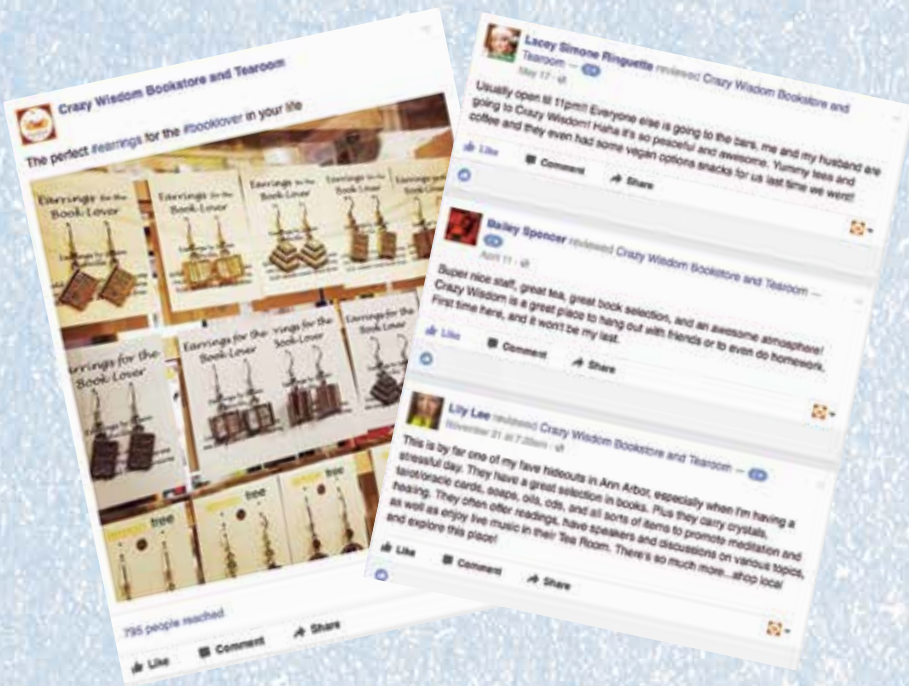 Crazy Wisdom Bookstore and Tearoom
The perfect #earrings for the #booklover in your life
Earrings for the
Book-Lover
Earrings for the
Book-Lover
Earrings for the
Book-Lover
Earrings for the
Book-Lover
Earrings for the
Book-Lover
Earrings for the
Book-Lover
Earrings for the
Book-Lover
tree
tree
795 people reached
Like Comment Share
Lacey Simone Ringuette reviewed Crazy Wisdom Bookstore and
Tearoom —
May 17
Usually open til 11pm!! Everyone else is going to the bars, me and my husband are
going to Crazy Wisdom! Haha it's so peaceful and awesome. Yummy teas and
coffee and they even had some vegan options snacks for us last time we were!!
Like Comment Share
Bailey Spencer reviewed Crazy Wisdom Bookstore and Tearoom —
April 11
Super nice staff, great tea, great book selection, and an awesome atmosphere!
Crazy Wisdom is a great place to hang out with friends or to even do homework.
First time here, and it won't be my last.
Like Comment Share
Lily Lee reviewed Crazy Wisdom Bookstore and Tearoom —
November 21 at
This is by far one of my fave hideouts in Ann Arbor, especially when I'm having a
stressful day. They have a great selection in books. Plus they carry crystals,
tarot/oracle cards, soaps, oils, cds, and all sorts of items to promote meditation and
healing. They often offer readings, have speakers and discussions on various topics,
as well as enjoy live music in their Tea Room. There's so much more...shop local
and explore this place!
Like Comment Share